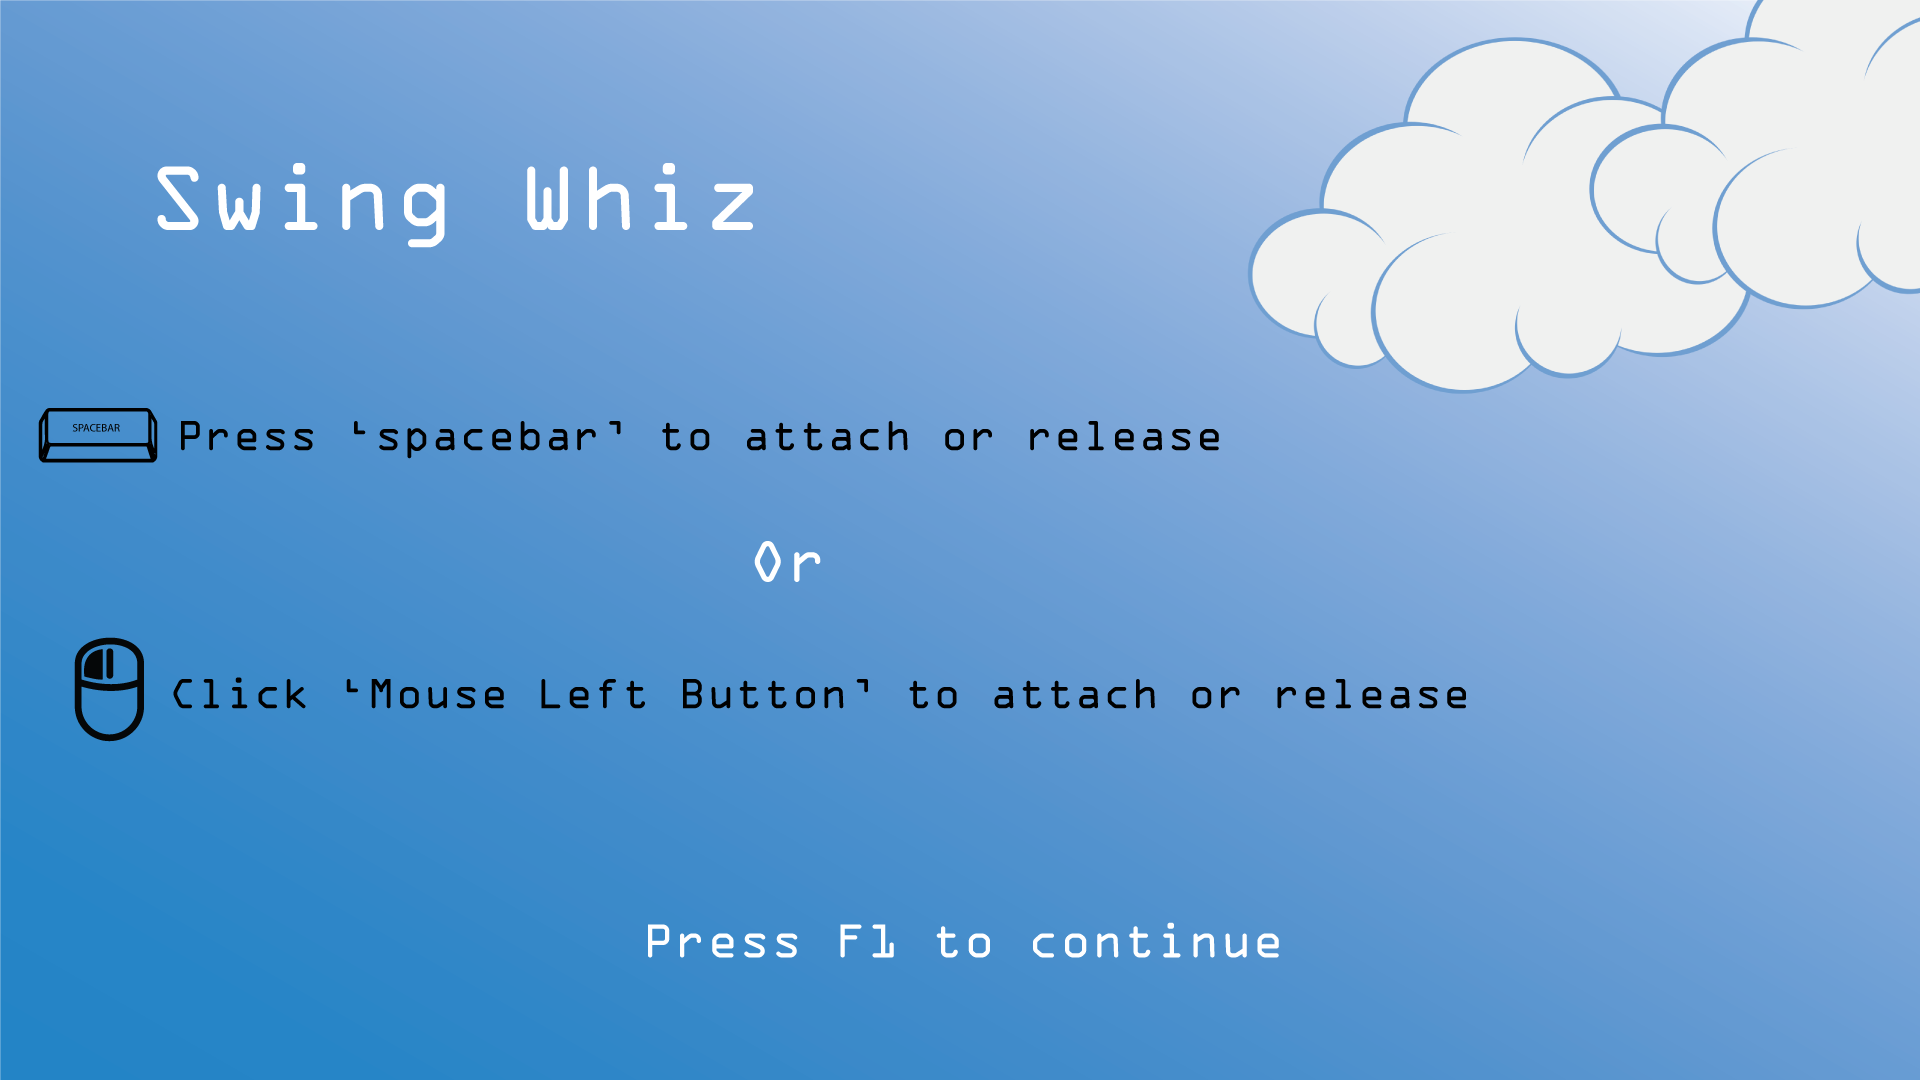 Swing Whiz
SPACEBAR
Press ‘spacebar’ to attach or release
Or
Click ‘Mouse Left Button’ to attach or release
Press F1 to continue